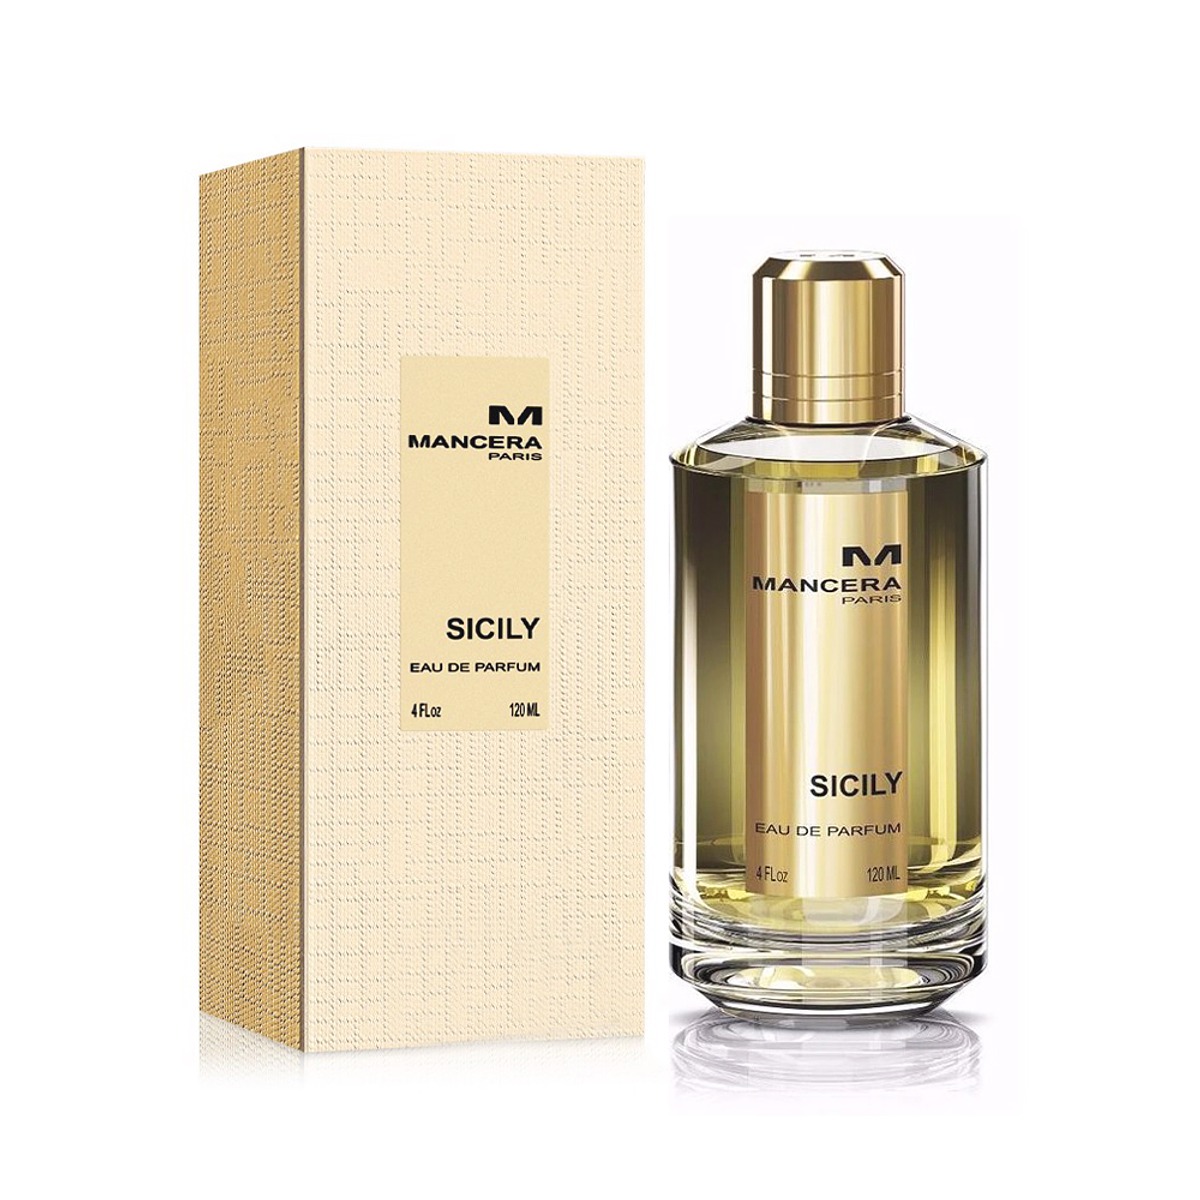 M
MANCERA
PARIS
SICILY
EAU DE PARFUM
4 FLoz 120 ML
M
MANCERA
PARIS
SICILY
EAU DE PARFUM
4 FLoz 120 ML